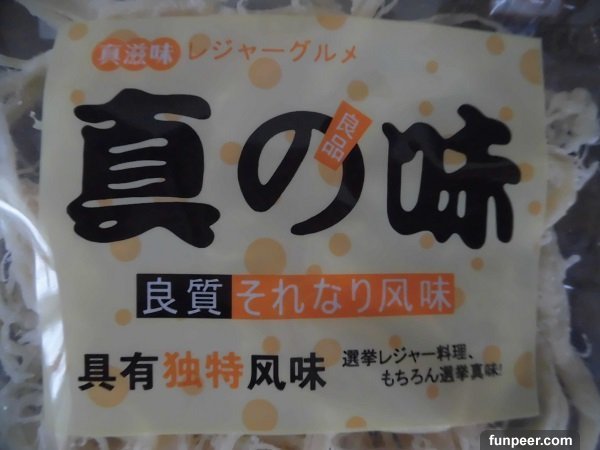 真滋味 レジャーグルメ
真の味
良品
良質 それなり风味
具有独特风味
選挙レジャー料理、
もちろん選挙真味!
funpeer.com